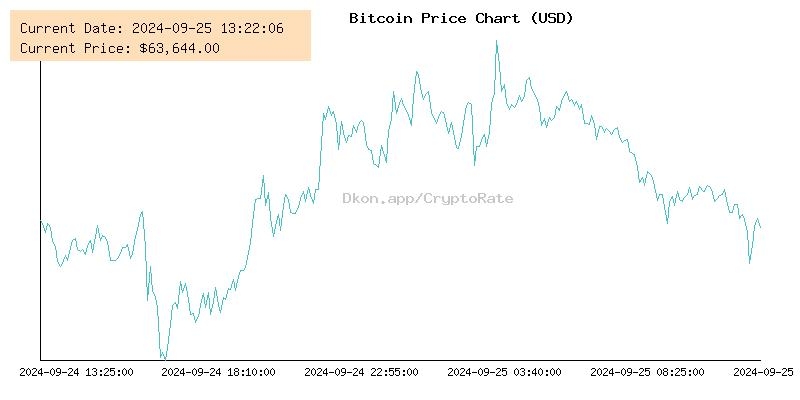 Bitcoin Price Chart (USD)
Current Date: 2024-09-25 13:22:06
Current Price: $63,644.00
Dkon.app/CryptoRate
2024-09-24 13:25:00 2024-09-24 18:10:00 2024-09-24 22:55:00 2024-09-25 03:40:00 2024-09-25 08:25:00 2024-09-25